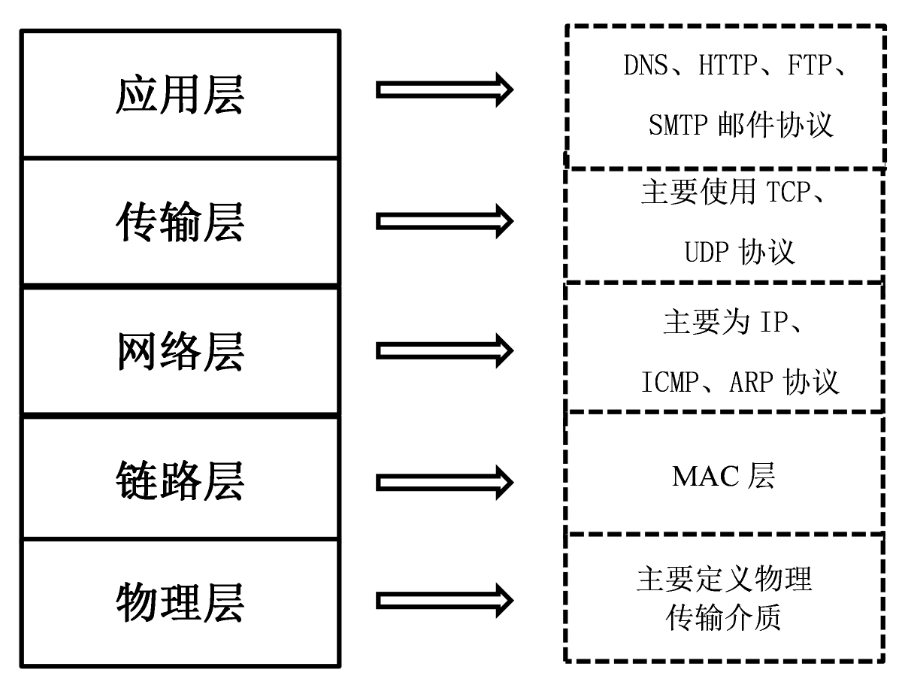 应用层
DNS、HTTP、FTP、
SMTP 邮件协议
传输层
主要使用 TCP、
UDP 协议
网络层
主要为 IP、
ICMP、ARP 协议
链路层
MAC 层
物理层
主要定义物理
传输介质